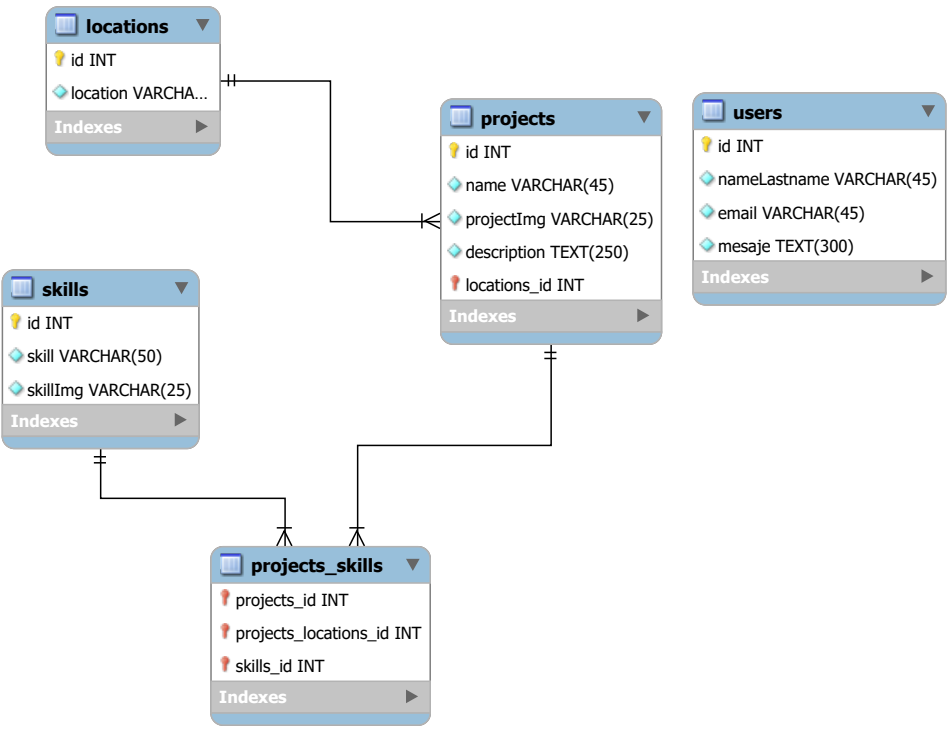 locations
id INT
location VARCHA...
Indexes
projects
id INT
name VARCHAR(45)
projectImg VARCHAR(25)
description TEXT(250)
locations_id INT
Indexes
users
id INT
nameLastname VARCHAR(45)
email VARCHAR(45)
mesaje TEXT(300)
Indexes
skills
id INT
skill VARCHAR(50)
skillImg VARCHAR(25)
Indexes
projects_skills
projects_id INT
projects_locations_id INT
skills_id INT
Indexes